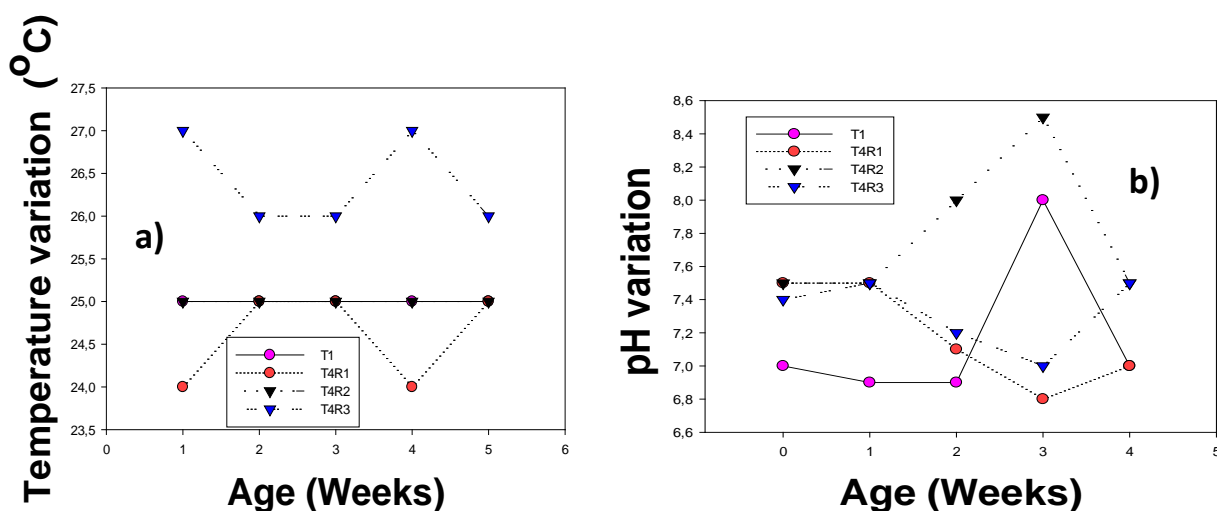 Temperature variation (°C)
27,5
27,0
26,5
26,0
25,5
25,0
24,5
24,0
23,5
0 1 2 3 4 5 6
Age (Weeks)
a)
T1
T4R1
T4R2
T4R3
pH variation
8,6
8,4
8,2
8,0
7,8
7,6
7,4
7,2
7,0
6,8
6,6
0 1 2 3 4 5
Age (Weeks)
b)
T1
T4R1
T4R2
T4R3